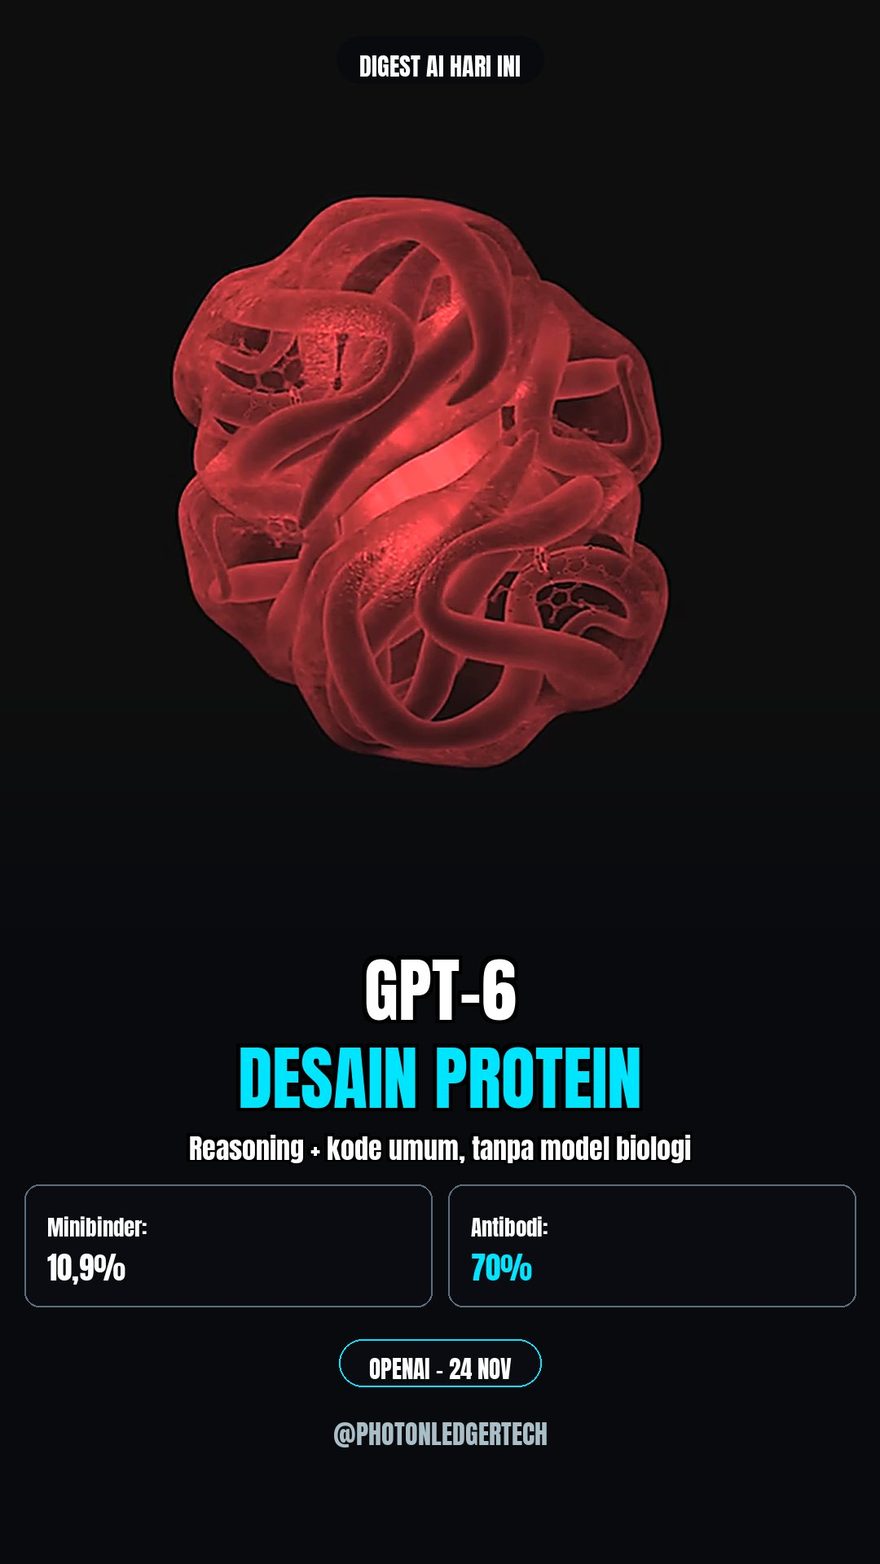 DIGEST AI HARI INI
GPT-6
DESAIN PROTEIN
Reasoning + kode umum, tanpa model biologi
Minibinder:
10,9%
Antibodi:
70%
OPENAI - 24 NOV
@PHOTONLEDGERTECH